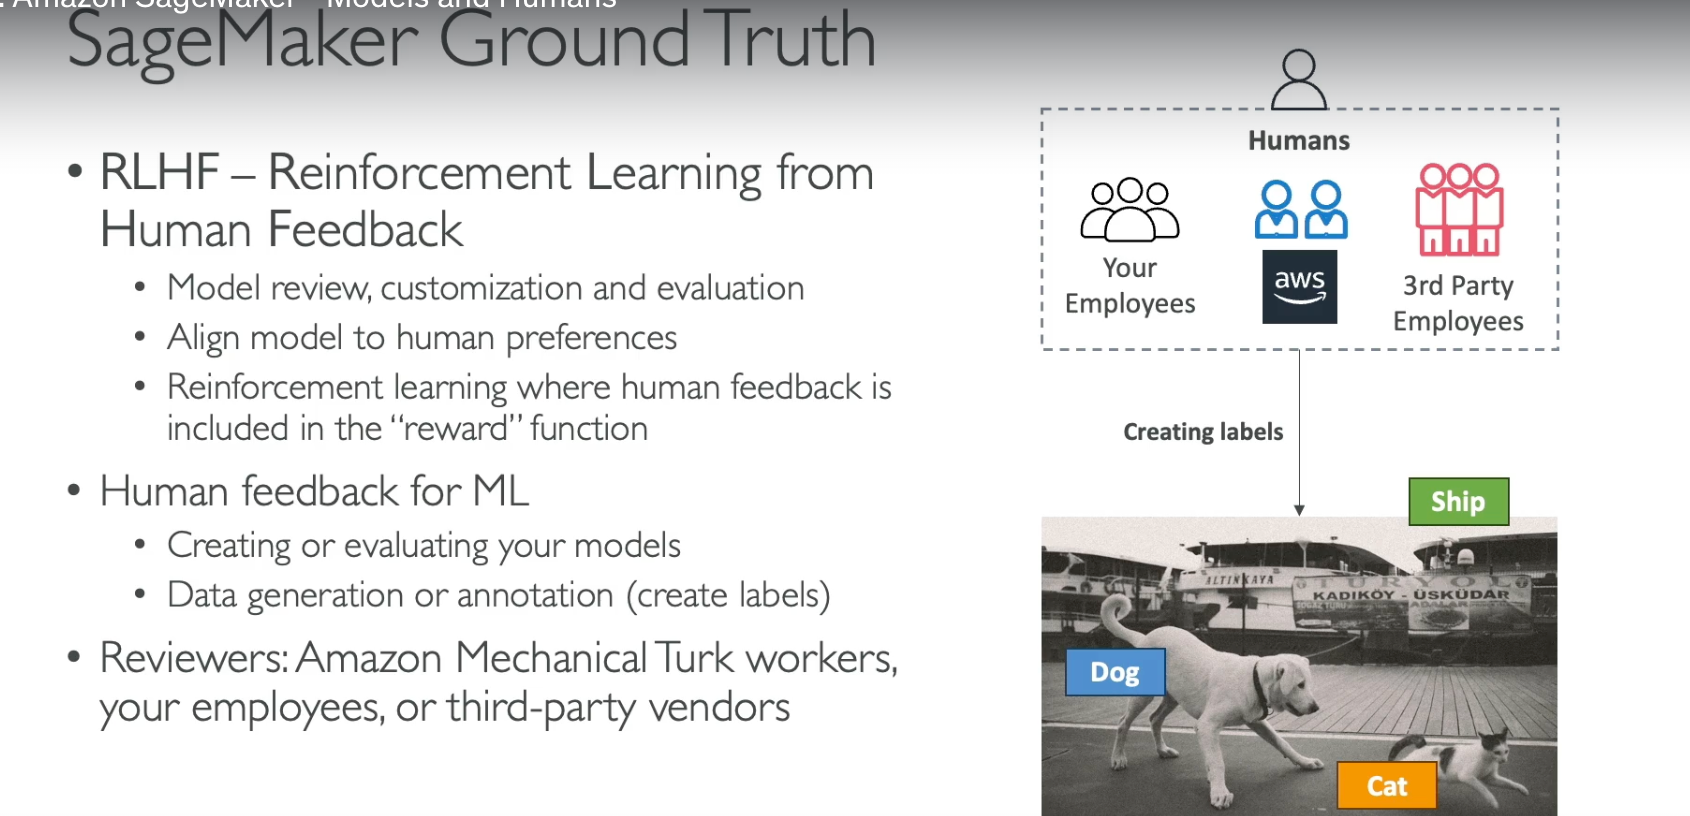 : Amazon SageMaker - Models and Humans
SageMaker Ground Truth
• RLHF – Reinforcement Learning from
Human Feedback
• Model review, customization and evaluation
• Align model to human preferences
• Reinforcement learning where human feedback is
included in the “reward” function
• Human feedback for ML
• Creating or evaluating your models
• Data generation or annotation (create labels)
• Reviewers: Amazon Mechanical Turk workers,
your employees, or third-party vendors
Humans
Your
Employees
aws
3rd Party
Employees
Creating labels
Ship
ALTINKAYA
TURYOL
KADIKÖY - ÜSKÜDAR
ADALAR
Dog
Cat